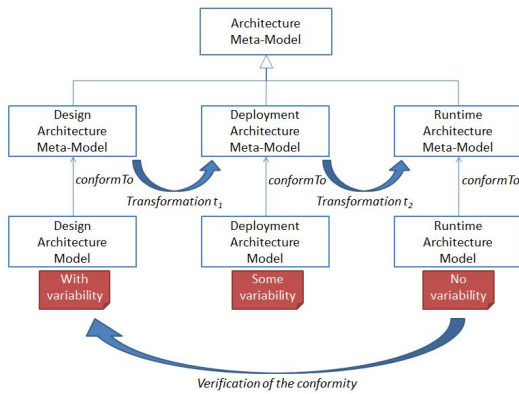 Architecture
Meta-Model
Design
Architecture
Meta-Model
Deployment
Architecture
Meta-Model
Runtime
Architecture
Meta-Model
conformTo
conformTo
conformTo
Transformation t₁
Transformation t₂
Design
Architecture
Model
Deployment
Architecture
Model
Runtime
Architecture
Model
With
variability
Some
variability
No
variability
Verification of the conformity